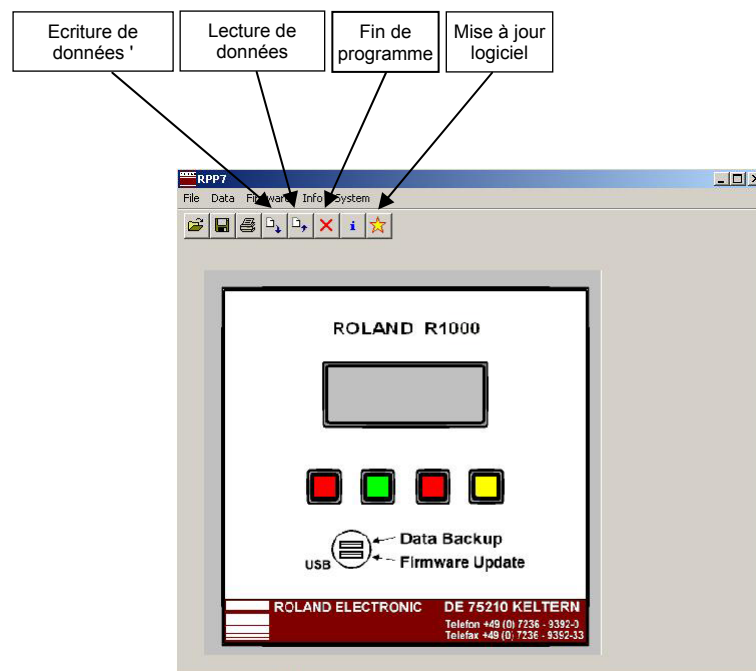 Ecriture de
données '
Lecture de
données
Fin de
programme
Mise à jour
logiciel
RPP7
File Data Firmware Info System
i
ROLAND R1000
Data Backup
USB
Firmware Update
ROLAND ELECTRONIC
DE 75210 KELTERN
Telefon +49 (0) 7236 - 9392-0
Telefax +49 (0) 7236 - 9392-33